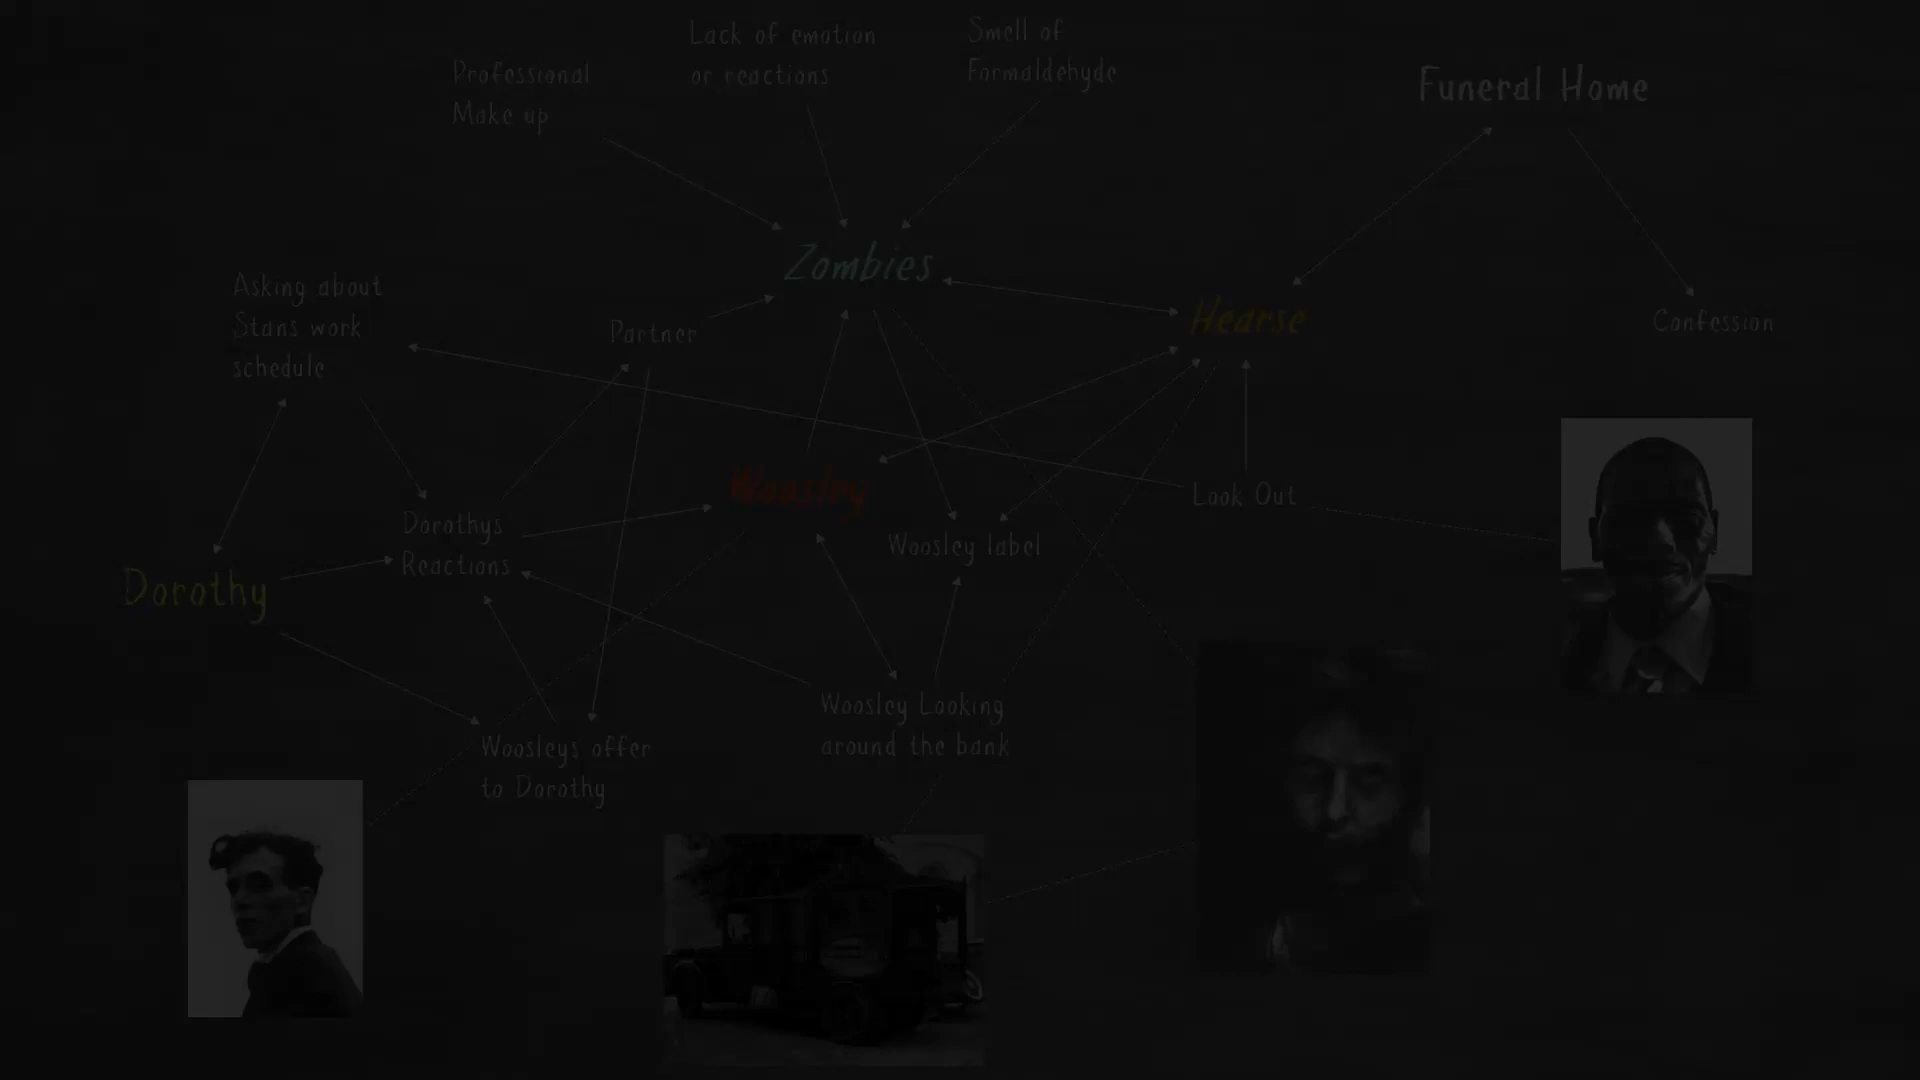 Lack of emotion
or reactions
Smell of
Formaldehyde
Professional
Make up
Funeral Home
Zombies
Asking about
Stans work
schedule
Partner
Hearse
Confession
Woosley
Look Out
Dorothys
Reactions
Woosley label
Dorothy
Woosley Looking
around the bank
Woosleys offer
to Dorothy